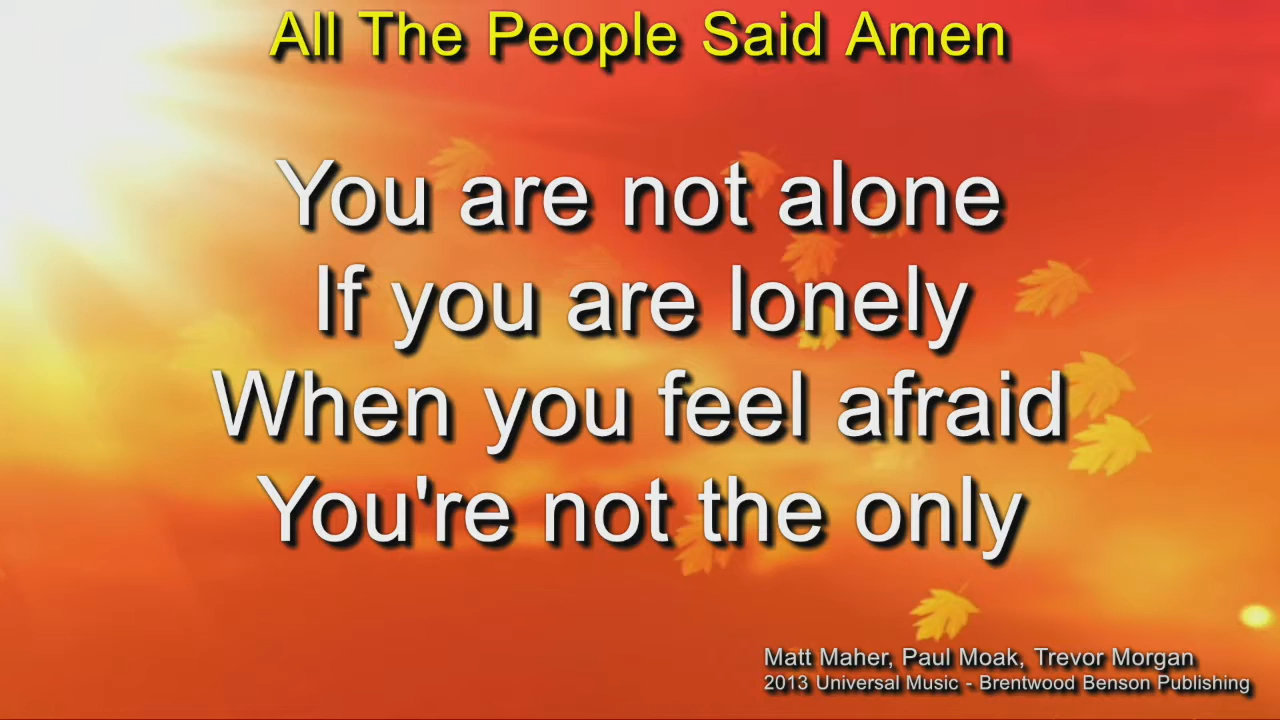 All The People Said Amen
You are not alone
If you are lonely
When you feel afraid
You're not the only
Matt Maher, Paul Moak, Trevor Morgan
2013 Universal Music - Brentwood Benson Publishing